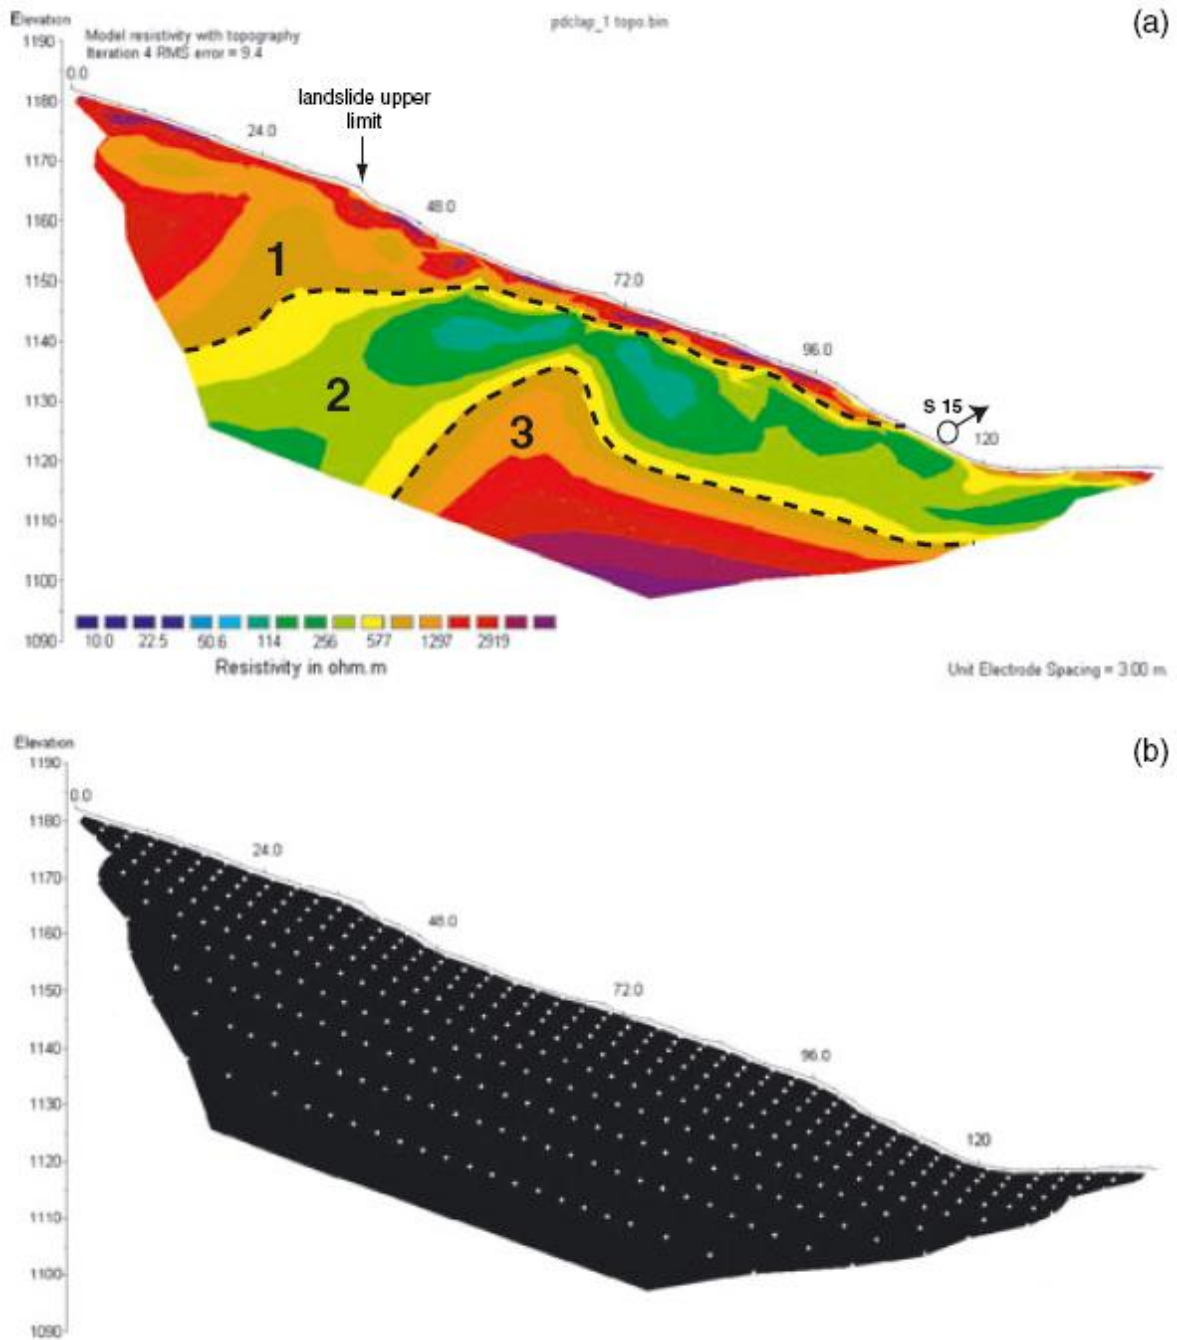 Elevation
pdclap_1 topo.bin
(a)
1190
Model resistivity with topography
Iteration 4 RMS error = 9.4
0.0
landslide upper
limit
1180
24.0
1170
48.0
1160
1
1150
72.0
1140
96.0
2
1130
S 15
3
120
1120
1110
1100
1090
10.0 22.5 50.6 114 256 577 1297 2919
Resistivity in ohm.m
Unit Electrode Spacing = 3.00 m.
Elevation
(b)
1190
0.0
1180
24.0
1170
48.0
1160
1150
72.0
1140
96.0
1130
120
1120
1110
1100
1090